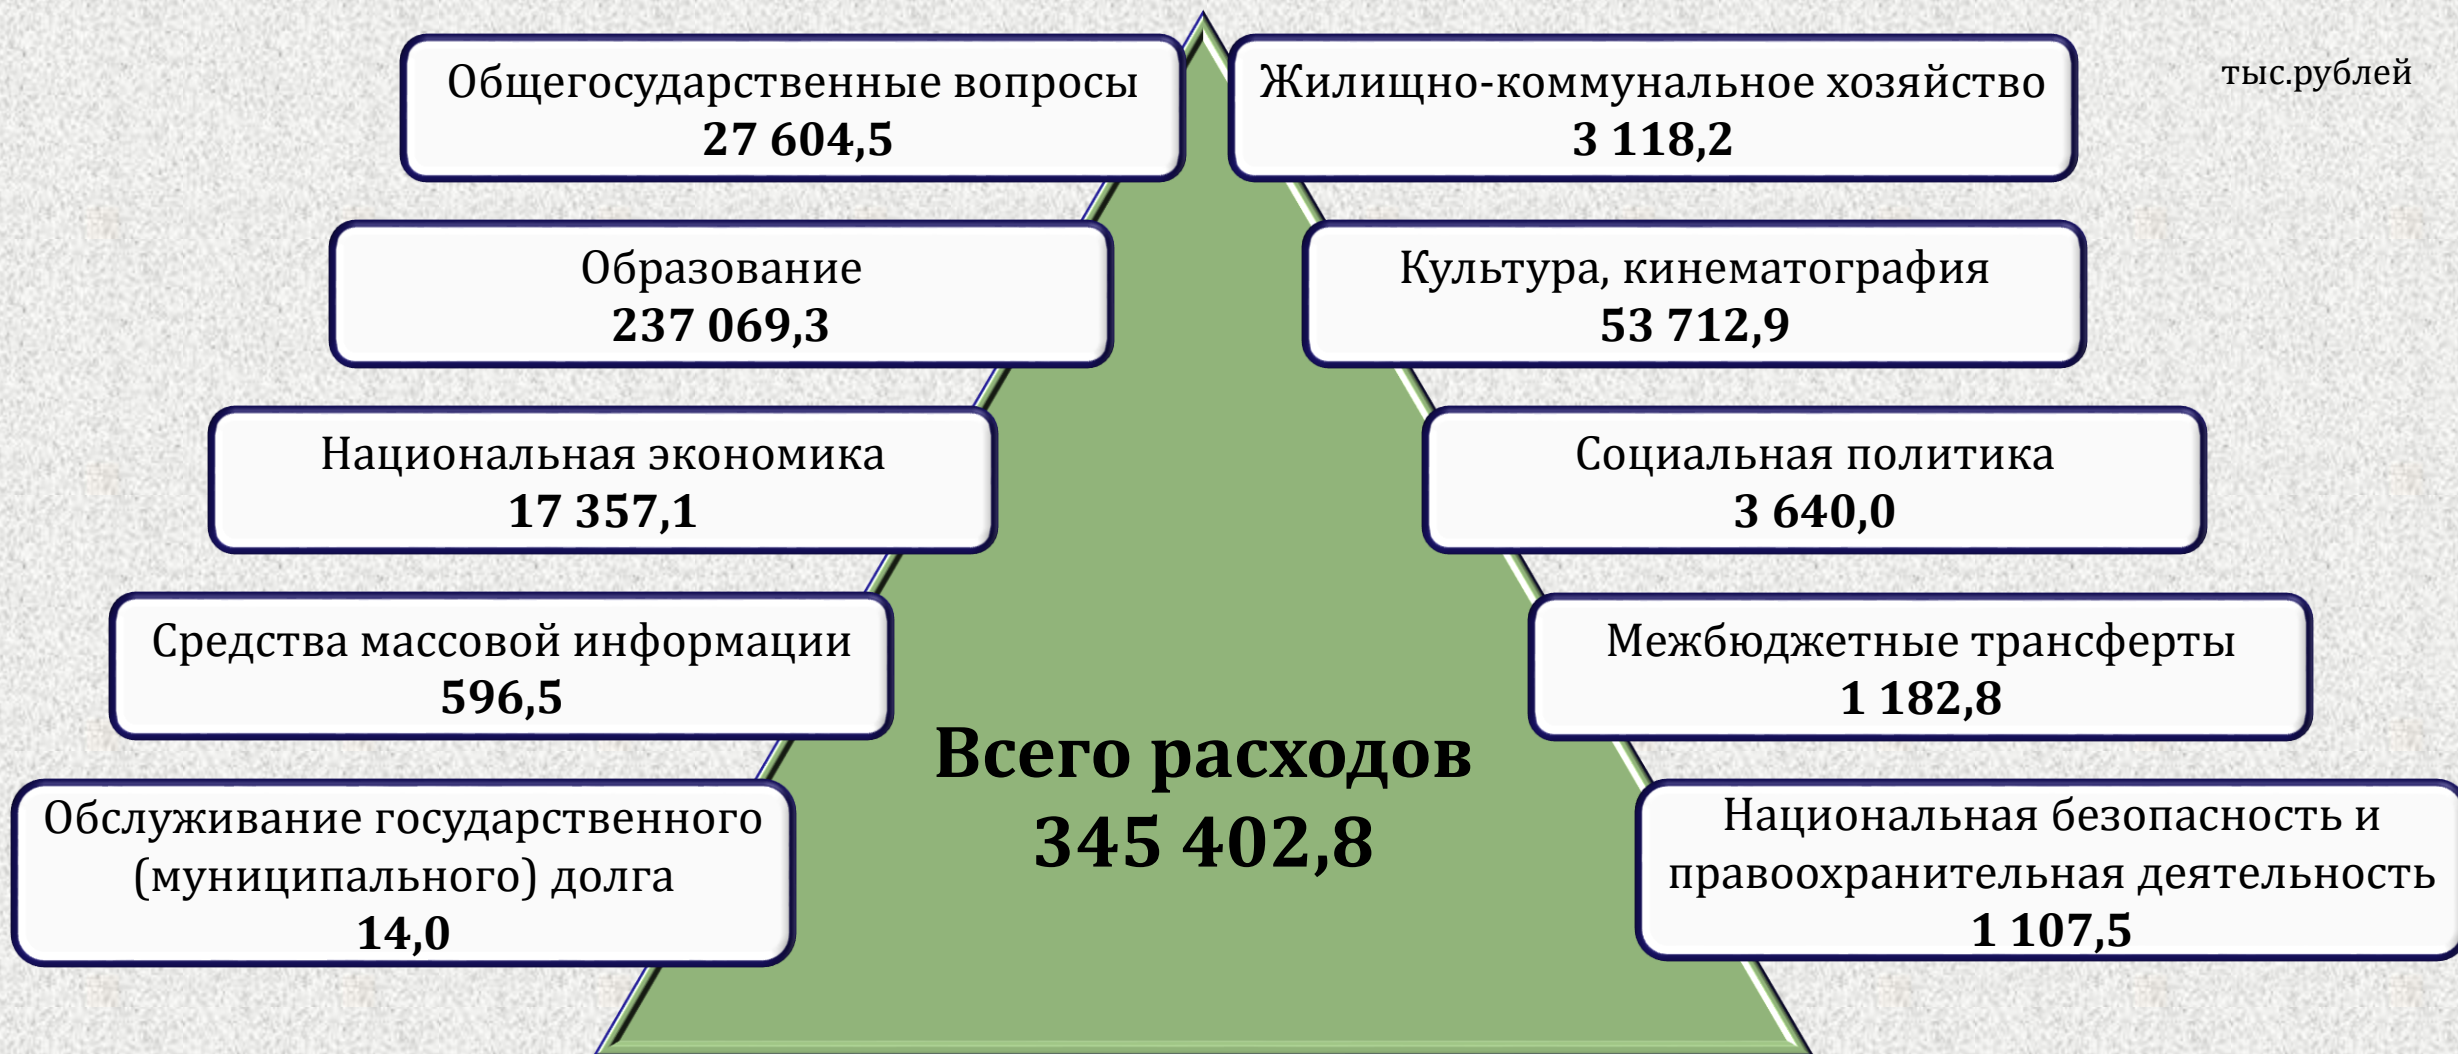 тыс.рублей
Общегосударственные вопросы
27 604,5
Жилищно-коммунальное хозяйство
3 118,2
Образование
237 069,3
Культура, кинематография
53 712,9
Национальная экономика
17 357,1
Социальная политика
3 640,0
Средства массовой информации
596,5
Межбюджетные трансферты
1 182,8
Обслуживание государственного
(муниципального) долга
14,0
Национальная безопасность и
правоохранительная деятельность
1 107,5
Всего расходов
345 402,8